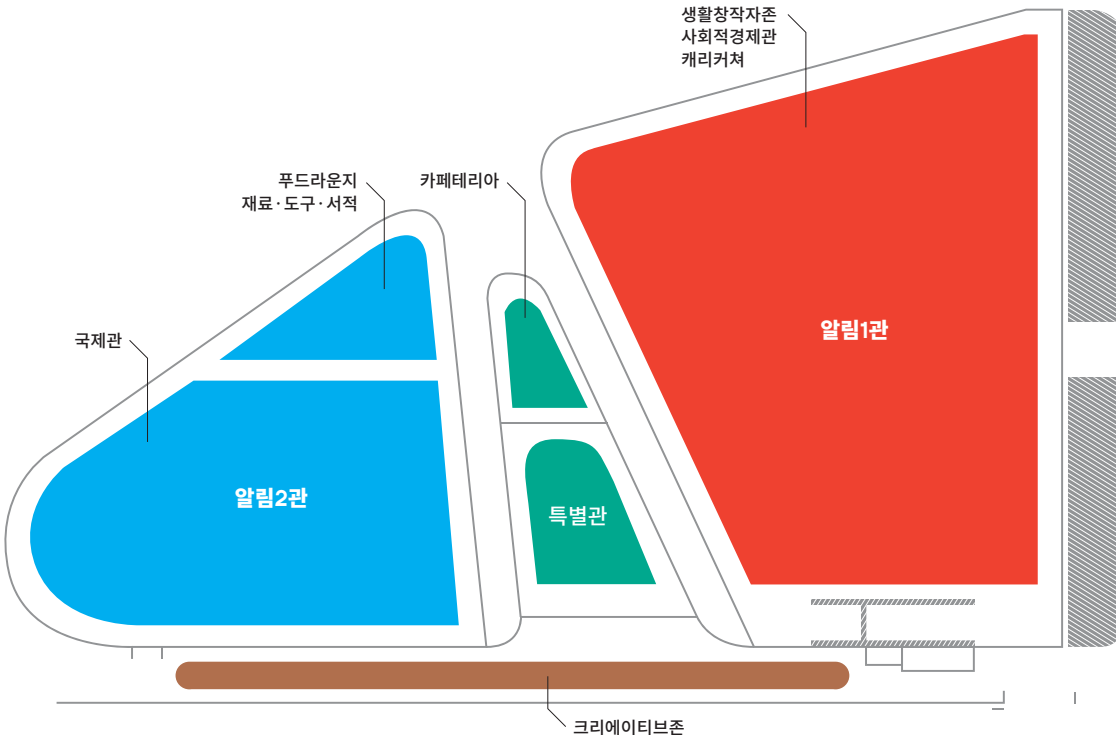 생활창작자존
사회적경제관
캐리커쳐
푸드라운지
재료·도구·서적
카페테리아
국제관
알림1관
알림2관
특별관
크리에이티브존